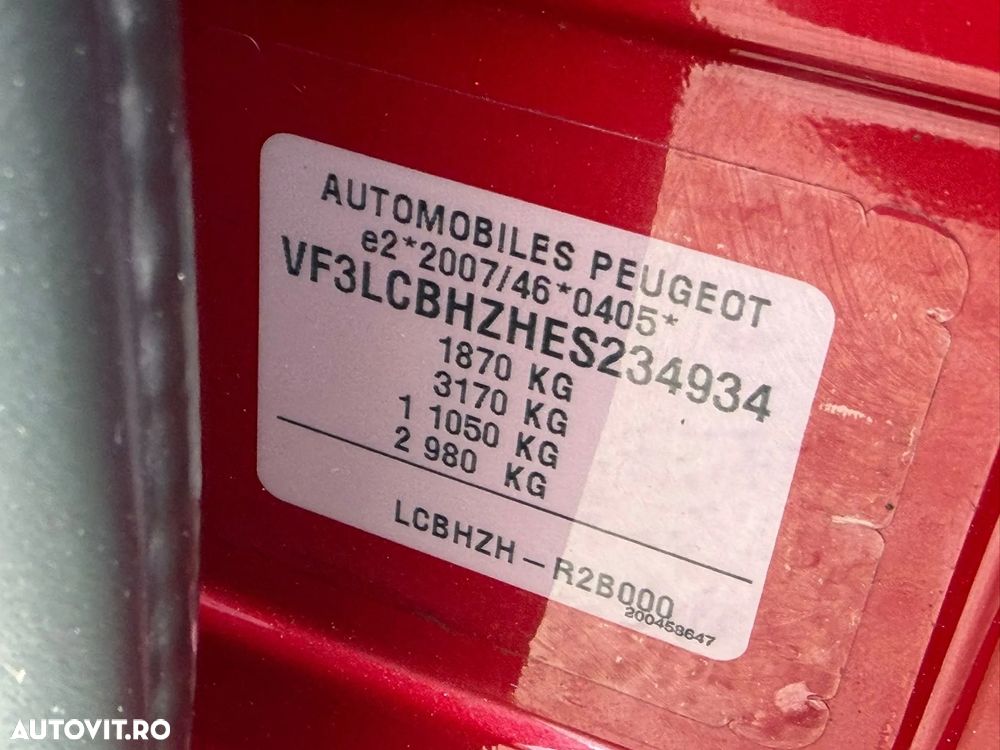 AUTOMOBILES PEUGEOT
e2*2007/46*0405*
VF3LCBHZHES234934
1870 KG
3170 KG
1 1050 KG
2 980 KG
LCBHZH-R2B000
200458647
AUTOVIT.RO